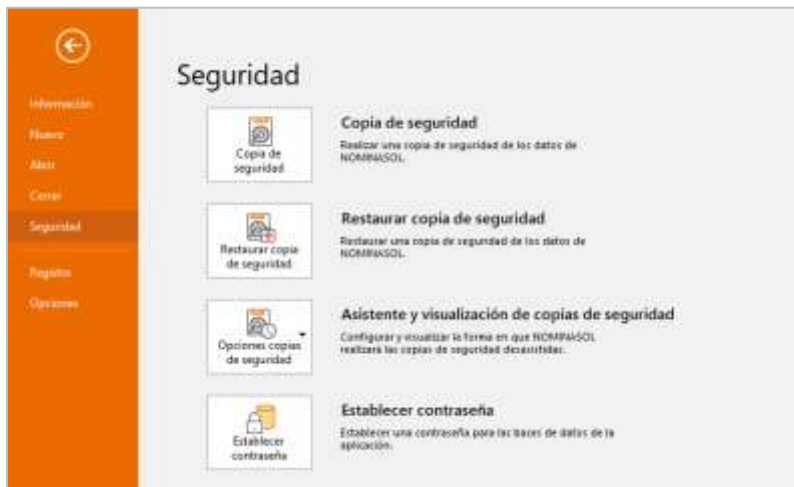 Seguridad
Información
Nuevo
Abrir
Cerrar
Seguridad
Registro
Opciones
Copia de
seguridad
Copia de seguridad
Realizar una copia de seguridad de los datos de
NOMINASOL.
Restaurar copia
de seguridad
Restaurar copia de seguridad
Restaurar una copia de seguridad de los datos de
NOMINASOL.
Opciones copias
de seguridad
Asistente y visualización de copias de seguridad
Configurar y visualizar la forma en que NOMINASOL
realizará las copias de seguridad desasistidas.
Establecer
contraseña
Establecer contraseña
Establecer una contraseña para las bases de datos de la
aplicación.